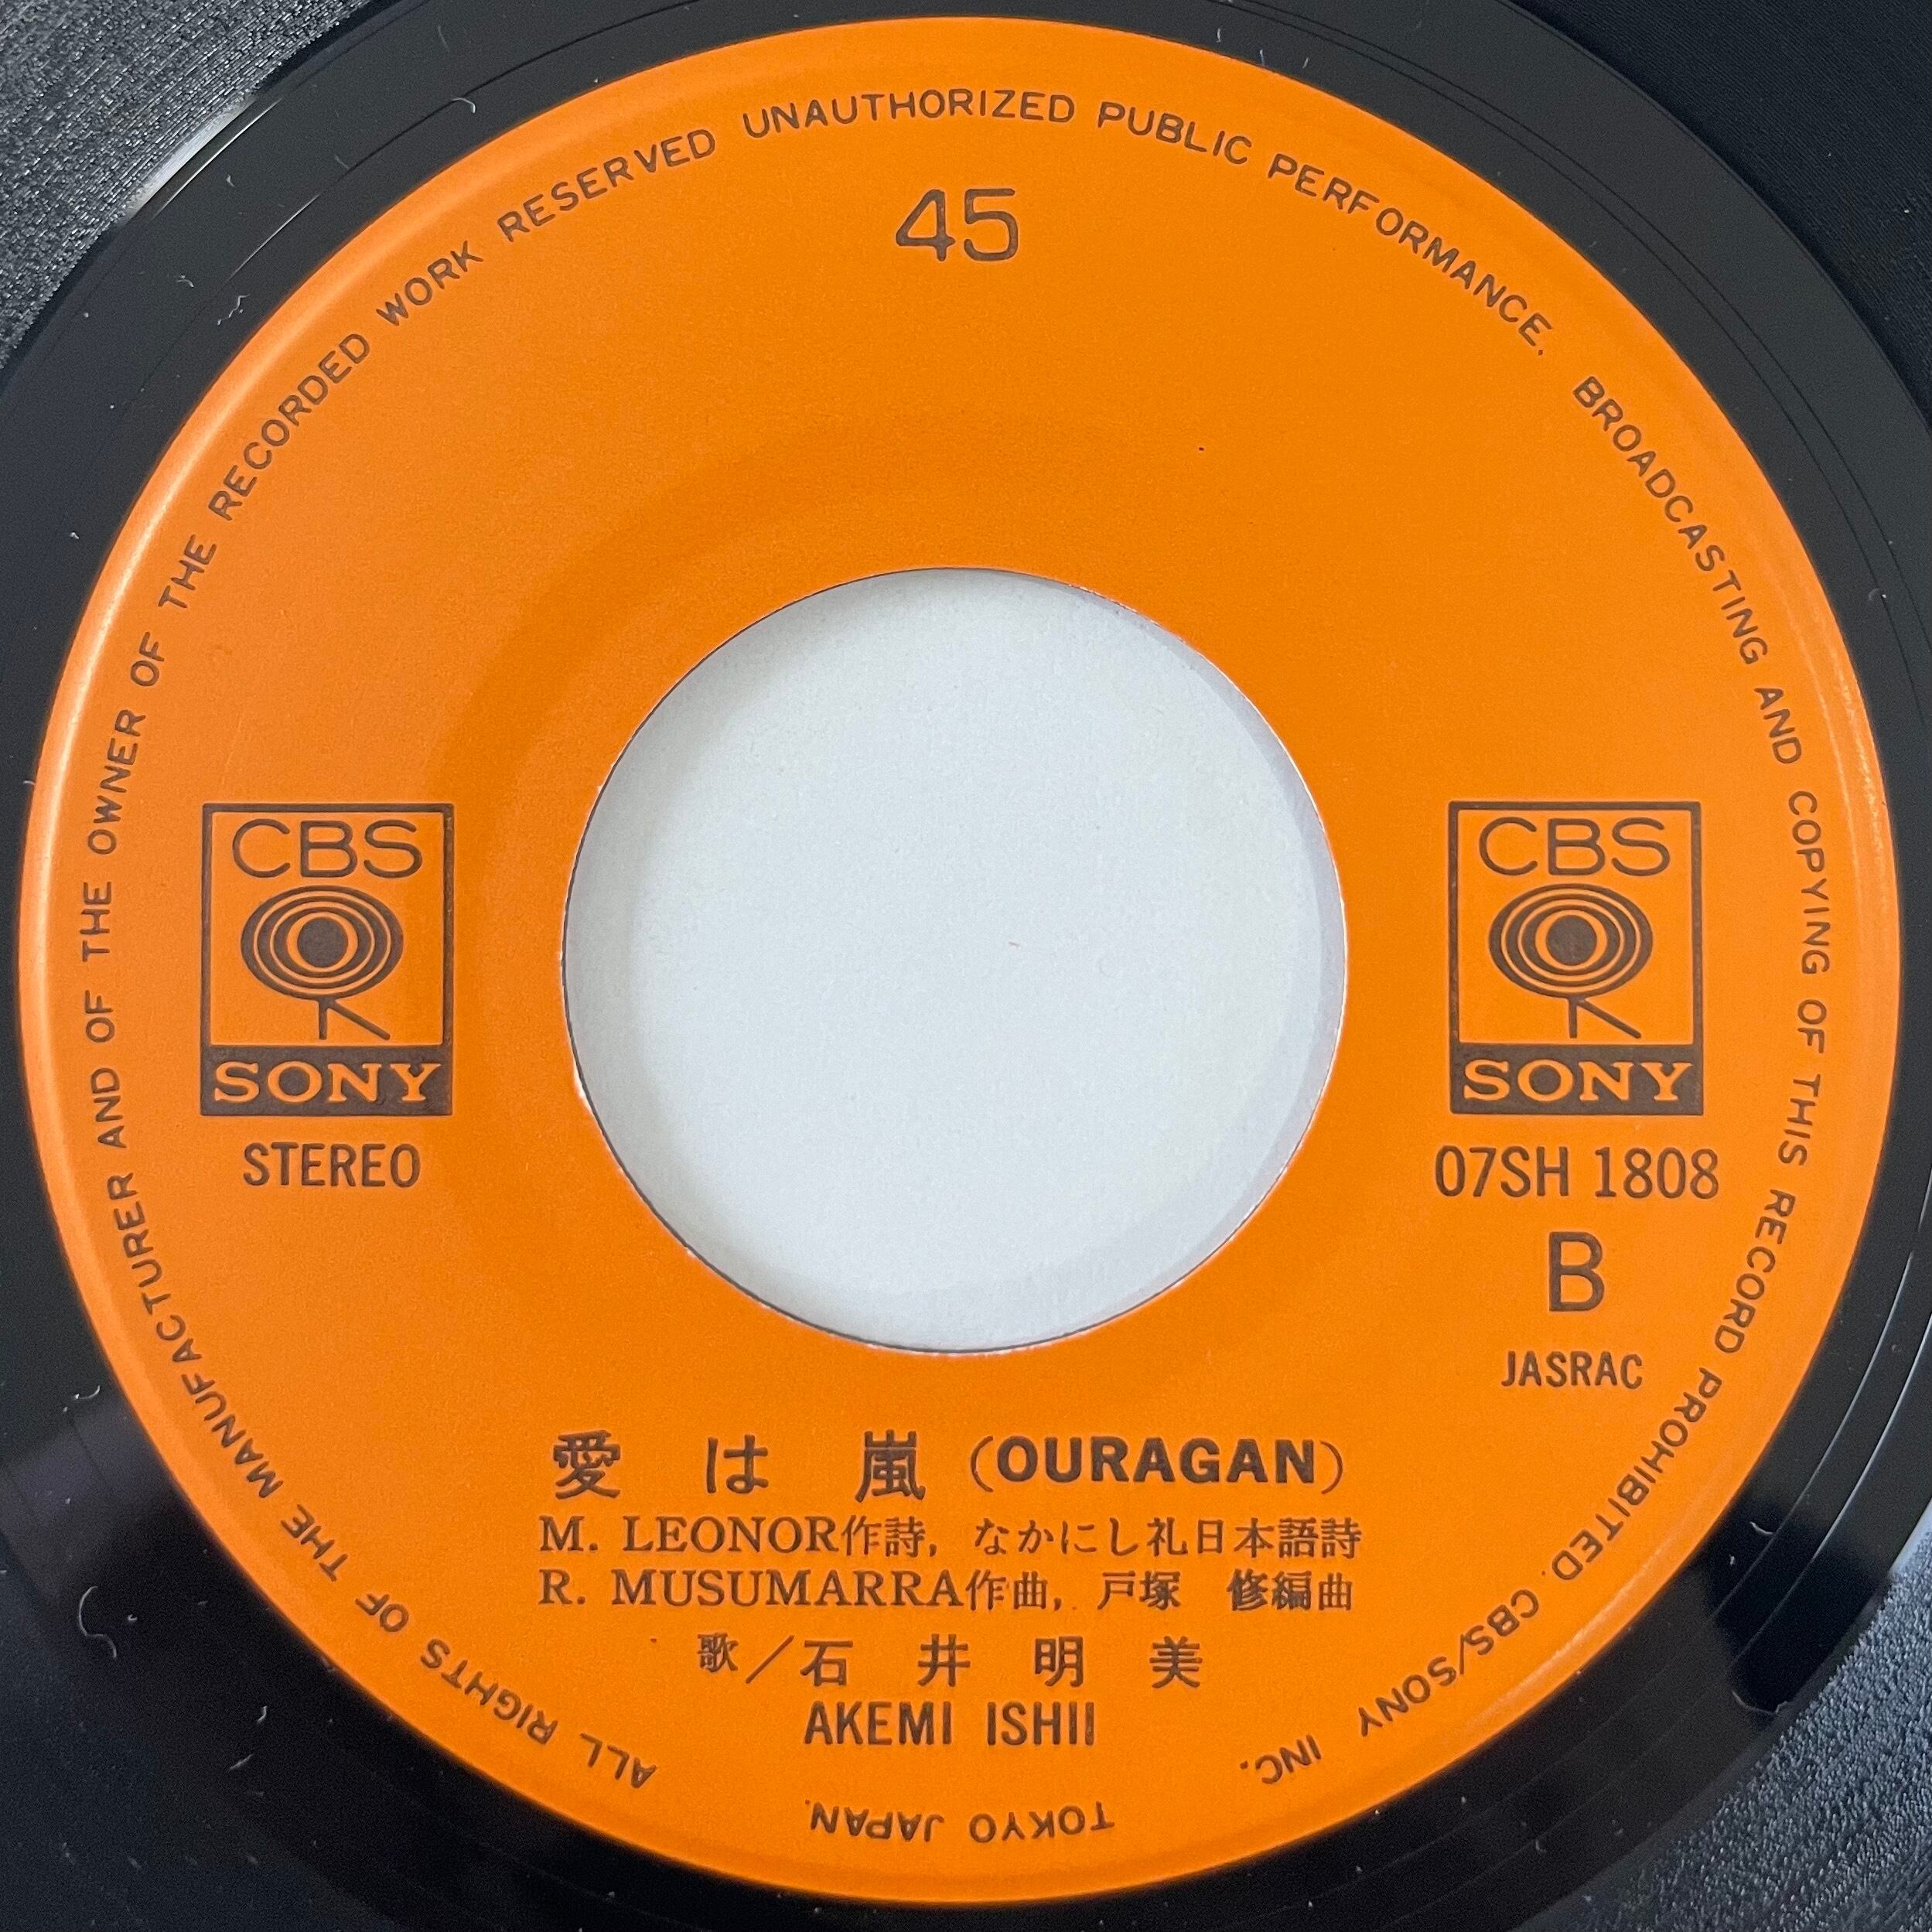 ALL RIGHTS OF THE MANUFACTURER AND OF THE OWNER OF THE RECORDED WORK RESERVED UNAUTHORIZED PUBLIC PERFORMANCE. BROADCASTING AND COPYING OF THIS RECORD PROHIBITED. CBS/SONY INC.
TOKYO JAPAN.
45
CBS
SONY
STEREO
CBS
SONY
07SH 1808
B
JASRAC
愛は嵐 (OURAGAN)
M. LEONOR作詩, なかにし礼日本語詩
R. MUSUMARRA作曲, 戸塚 修編曲
歌／石井明美
AKEMI ISHII